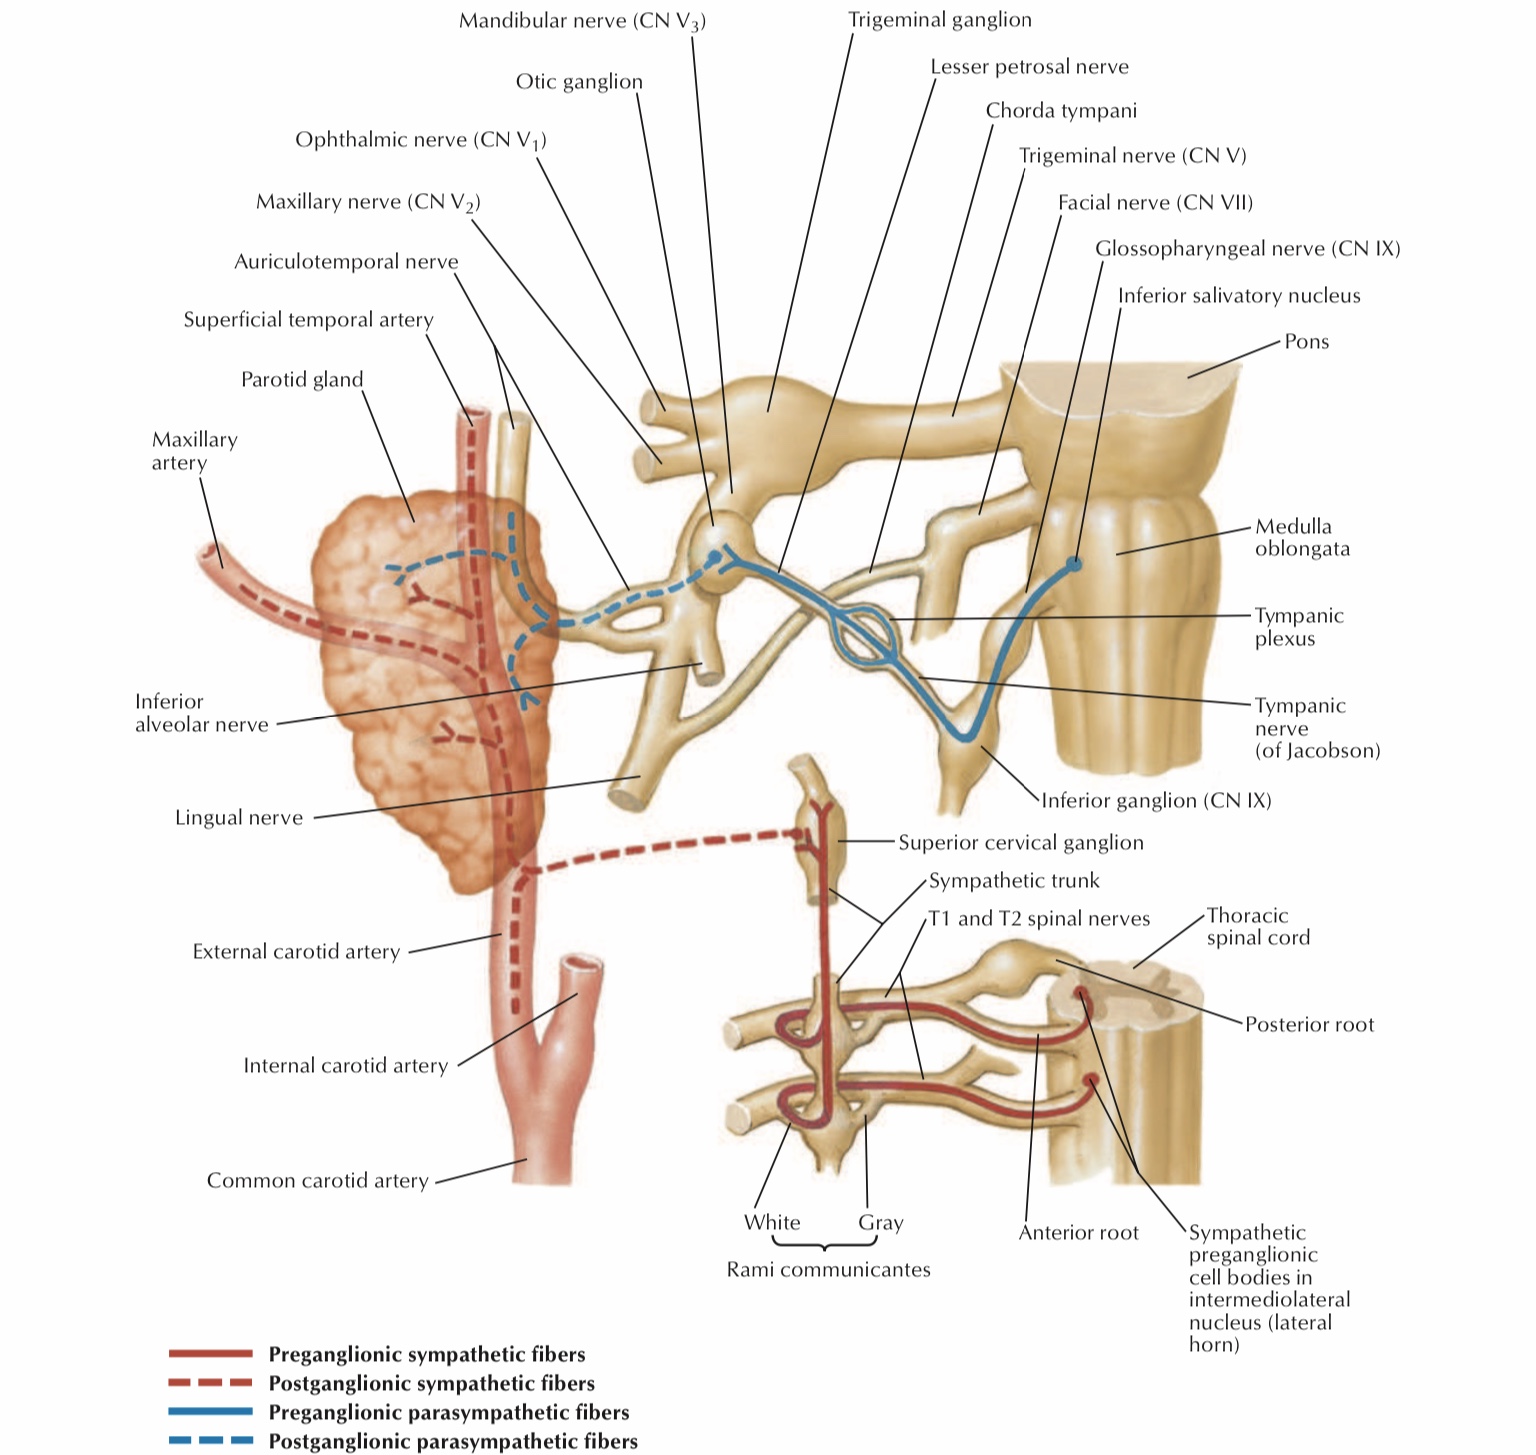 Mandibular nerve (CN V3)
Trigeminal ganglion
Lesser petrosal nerve
Otic ganglion
Chorda tympani
Ophthalmic nerve (CN V1)
Trigeminal nerve (CN V)
Maxillary nerve (CN V2)
Facial nerve (CN VII)
Glossopharyngeal nerve (CN IX)
Auriculotemporal nerve
Inferior salivatory nucleus
Superficial temporal artery
Pons
Parotid gland
Maxillary
artery
Medulla
oblongata
Tympanic
plexus
Inferior
alveolar nerve
Tympanic
nerve
(of Jacobson)
Lingual nerve
Inferior ganglion (CN IX)
Superior cervical ganglion
Sympathetic trunk
T1 and T2 spinal nerves
Thoracic
spinal cord
External carotid artery
Posterior root
Internal carotid artery
Common carotid artery
White
Gray
Rami communicantes
Anterior root
Sympathetic
preganglionic
cell bodies in
intermediolateral
nucleus (lateral
horn)
Preganglionic sympathetic fibers
Postganglionic sympathetic fibers
Preganglionic parasympathetic fibers
Postganglionic parasympathetic fibers